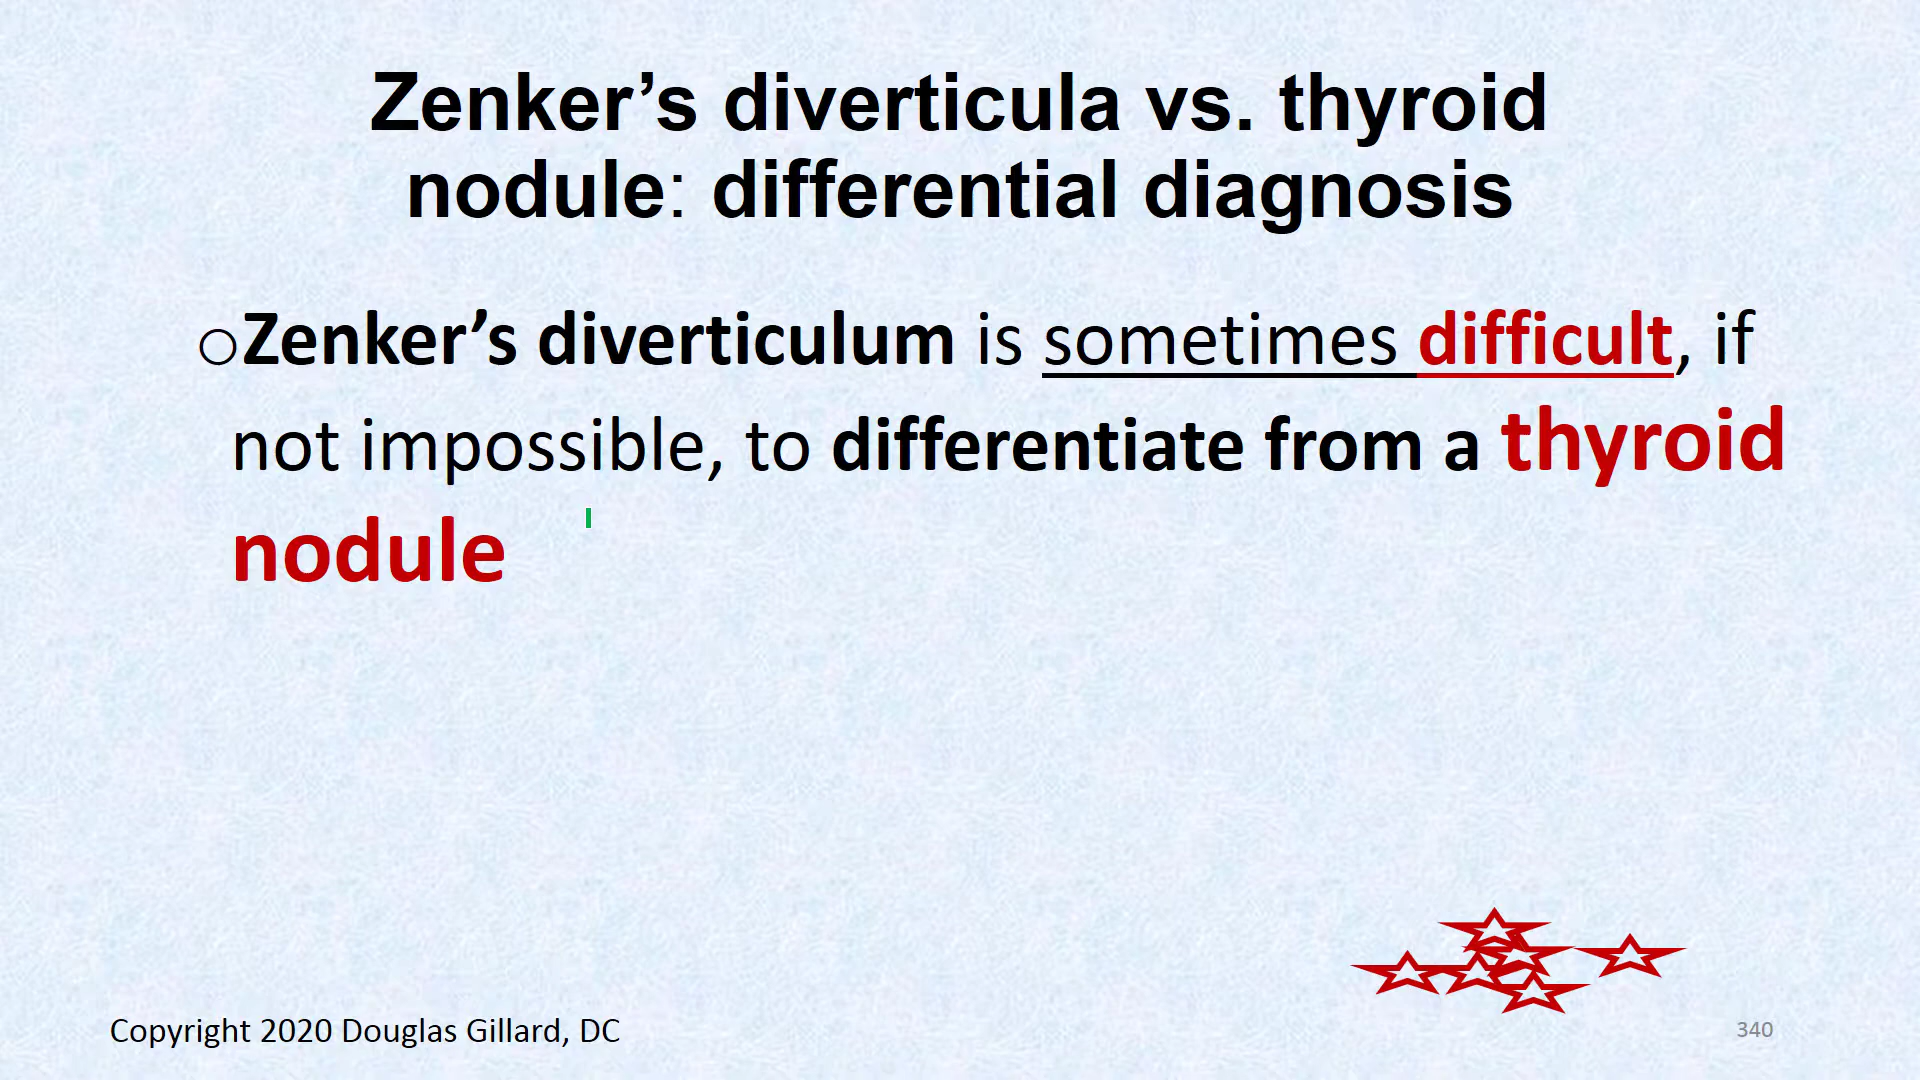 Zenker’s diverticula vs. thyroid
nodule: differential diagnosis
oZenker’s diverticulum is sometimes difficult, if
not impossible, to differentiate from a thyroid
nodule
Copyright 2020 Douglas Gillard, DC
340